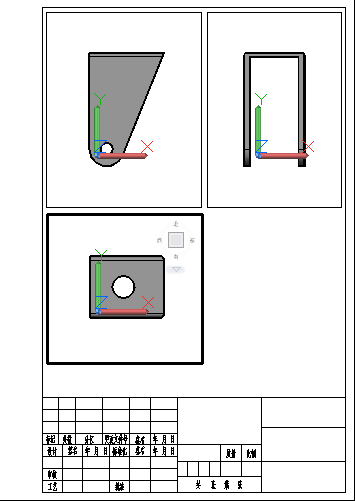 Y
X
Z
Y
X
Z
北
西
东
南
Y
X
Z
标记 处数 分区 更改文件号 签名 年 月 日
设计 签名 年 月 日 标准化 签名 年 月 日
质量 比例
审核
工艺 批准
共 页 第 张